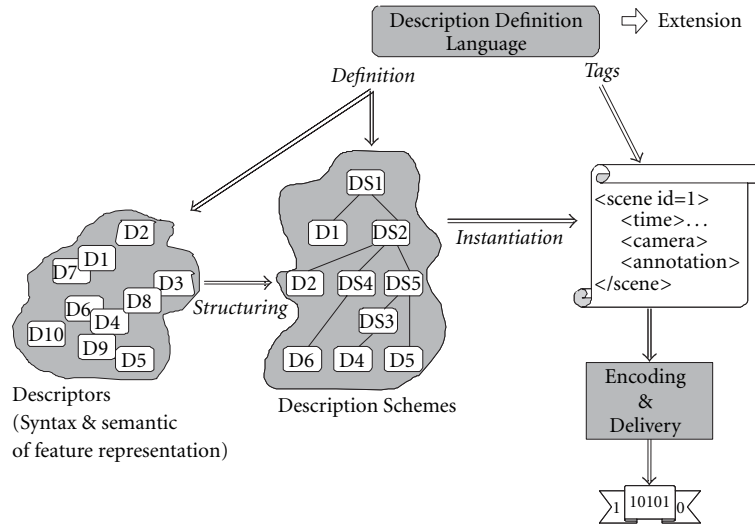 Description Definition
Language
Extension
Definition
Tags
DS1
D1
DS2
D2
DS4
DS5
DS3
D6
D4
D5
Description Schemes
D2
D1
D7
D3
D8
D6
D4
D10
D9
D5
Structuring
Descriptors
(Syntax & semantic
of feature representation)
Instantiation
<scene id=1>
<time>...
<camera>
<annotation>
</scene>
Encoding
&
Delivery
1 10101 0